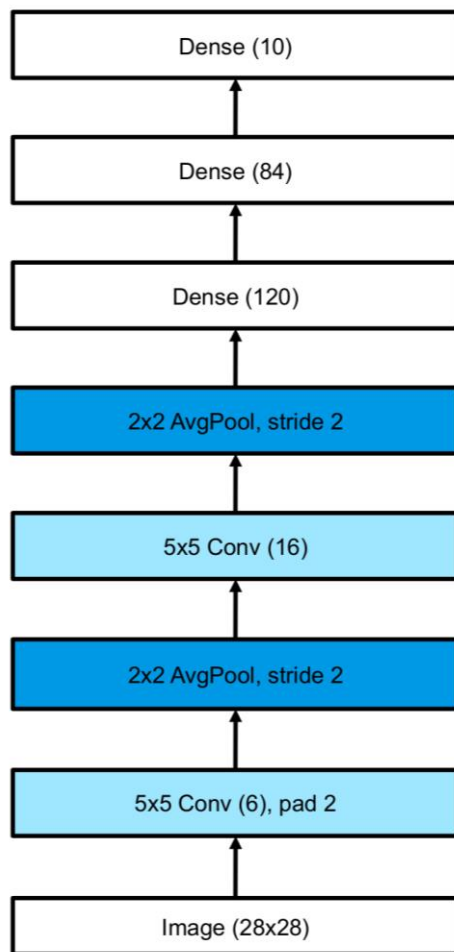 Dense (10)
Dense (84)
Dense (120)
2x2 AvgPool, stride 2
5x5 Conv (16)
2x2 AvgPool, stride 2
5x5 Conv (6), pad 2
Image (28x28)